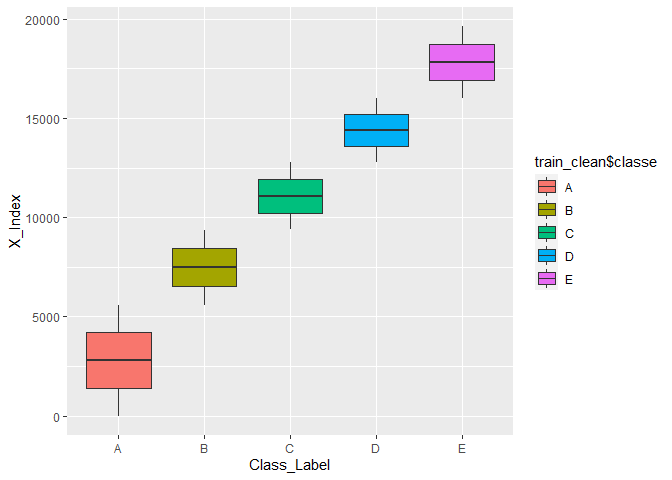 20000
15000
10000
5000
0
X_Index
A
B
C
D
E
Class_Label
train_clean$classe
A
B
C
D
E